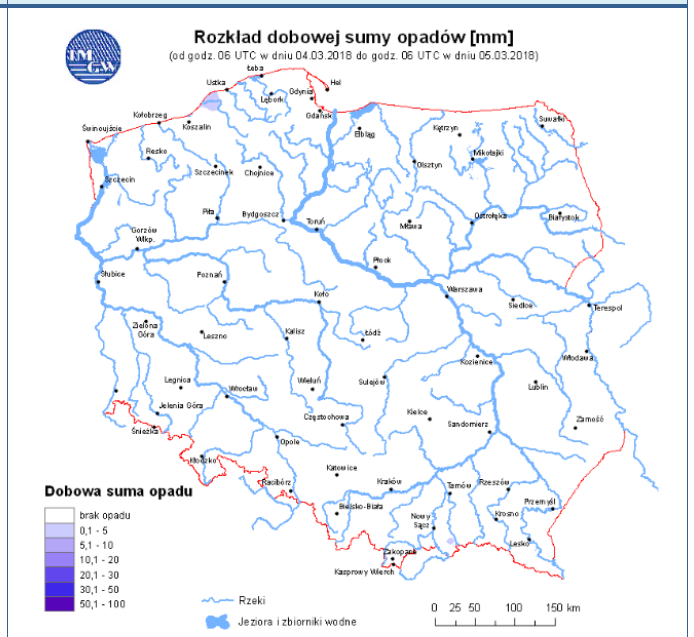 IM
GW
Rozkład dobowej sumy opadów [mm]
(od godz. 06 UTC w dniu 04.03.2018 do godz. 06 UTC w dniu 05.03.2018)
Łeba
Ustka
Hel
Gdynia
Lębork
Gdańsk
Kołobrzeg
Koszalin
Świnoujście
Elbląg
Kętrzyn
Suwałki
Resko
Szczecinek
Chojnice
Olsztyn
Mikołajki
Szczecin
Piła
Bydgoszcz
Toruń
Mława
Ostrołęka
Białystok
Gorzów
Wlkp.
Płock
Słubice
Poznań
Koło
Warszawa
Siedlce
Terespol
Zielona
Góra
Leszno
Kalisz
Łódź
Kozienice
Włodawa
Legnica
Wrocław
Wieluń
Sulejów
Lublin
Jelenia Góra
Śnieżka
Częstochowa
Kielce
Sandomierz
Zamość
Opole
Kłodzko
Racibórz
Katowice
Kraków
Tarnów
Rzeszów
Przemyśl
Bielsko-Biała
Nowy
Sącz
Krosno
Lesko
Zakopane
Kasprowy Wierch
Dobowa suma opadu
brak opadu
0,1 - 5
5,1 - 10
10,1 - 20
20,1 - 30
30,1 - 50
50,1 - 100
Rzeki
Jeziora i zbiorniki wodne
0 25 50 100 150 km